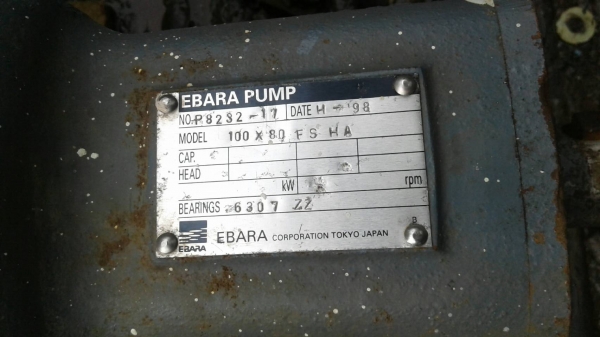 EBARA PUMP
NO. P8232-17 DATE H-'98
MODEL 100 X 80 FS HA
CAP.
HEAD
kW rpm
BEARINGS 6307 ZZ
EBARA EBARA CORPORATION TOKYO JAPAN